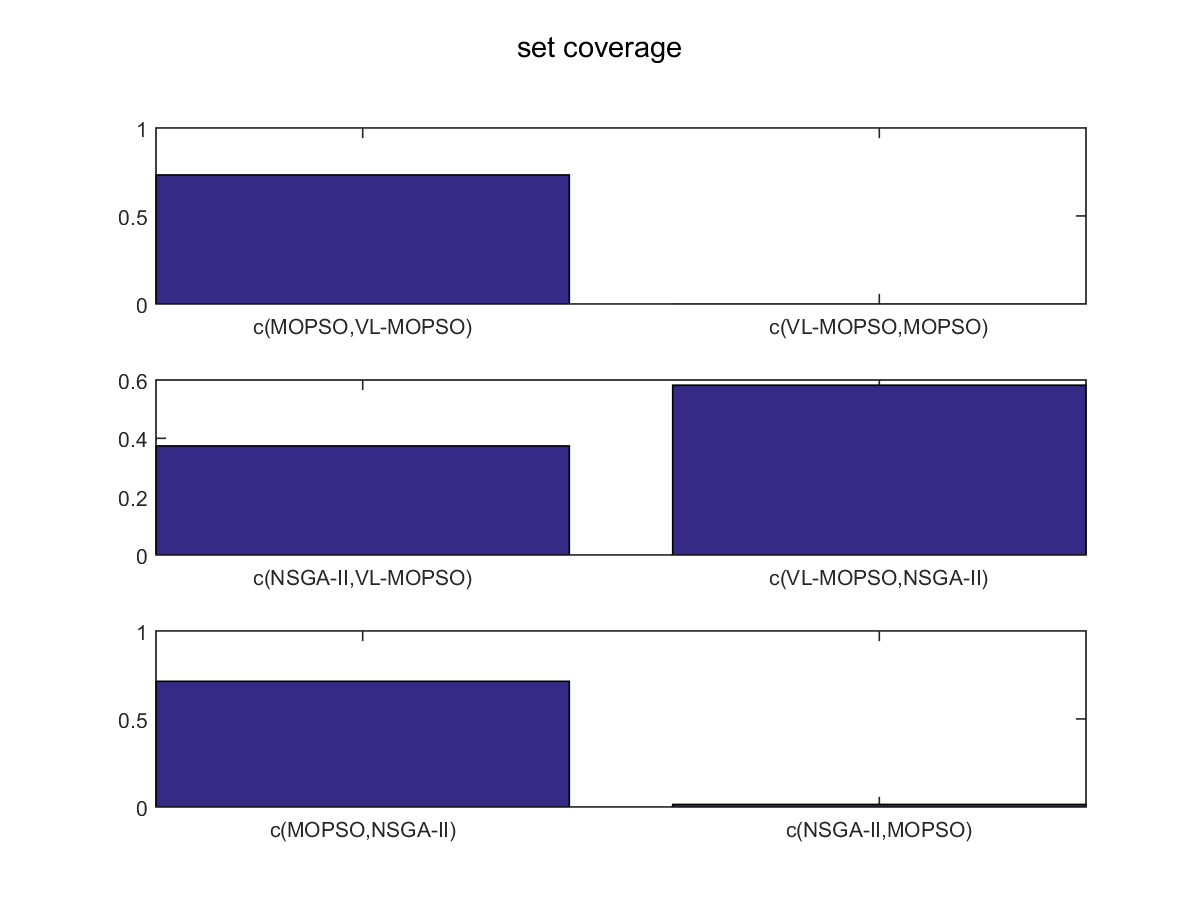 set coverage
1
0.5
0
c(MOPSO,VL-MOPSO) c(VL-MOPSO,MOPSO)
0.6
0.4
0.2
0
c(NSGA-II,VL-MOPSO) c(VL-MOPSO,NSGA-II)
1
0.5
0
c(MOPSO,NSGA-II) c(NSGA-II,MOPSO)